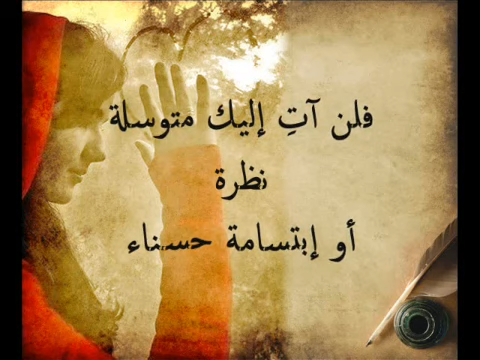 فلن آتِ إليك متوسلة
نظرة
أو إبتسامة حسناء